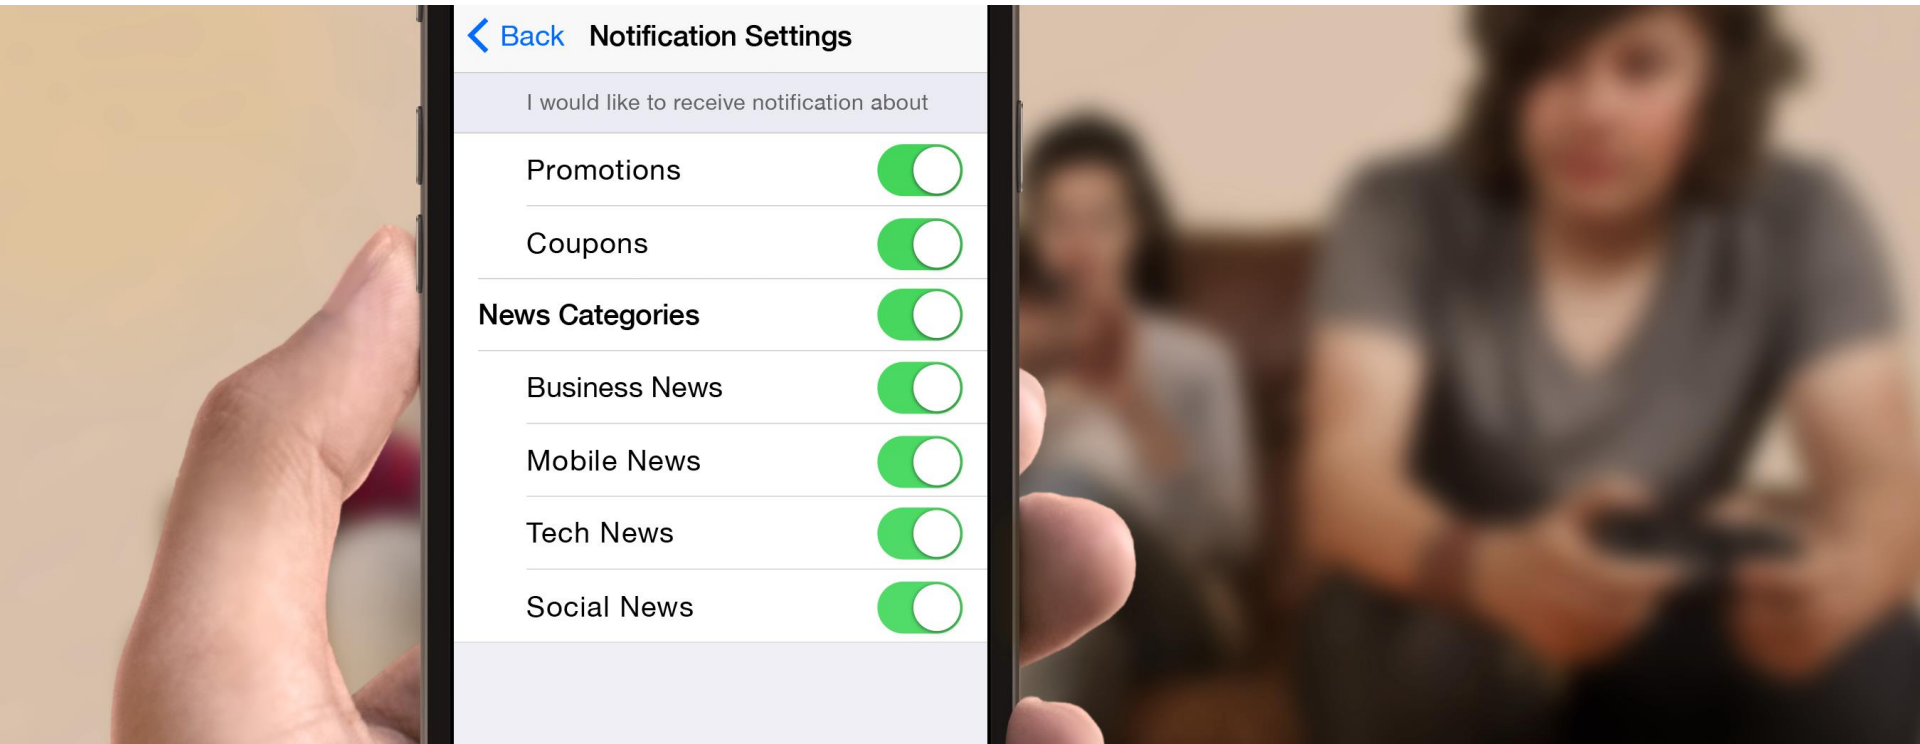 Back Notification Settings
I would like to receive notification about
Promotions
Coupons
News Categories
Business News
Mobile News
Tech News
Social News